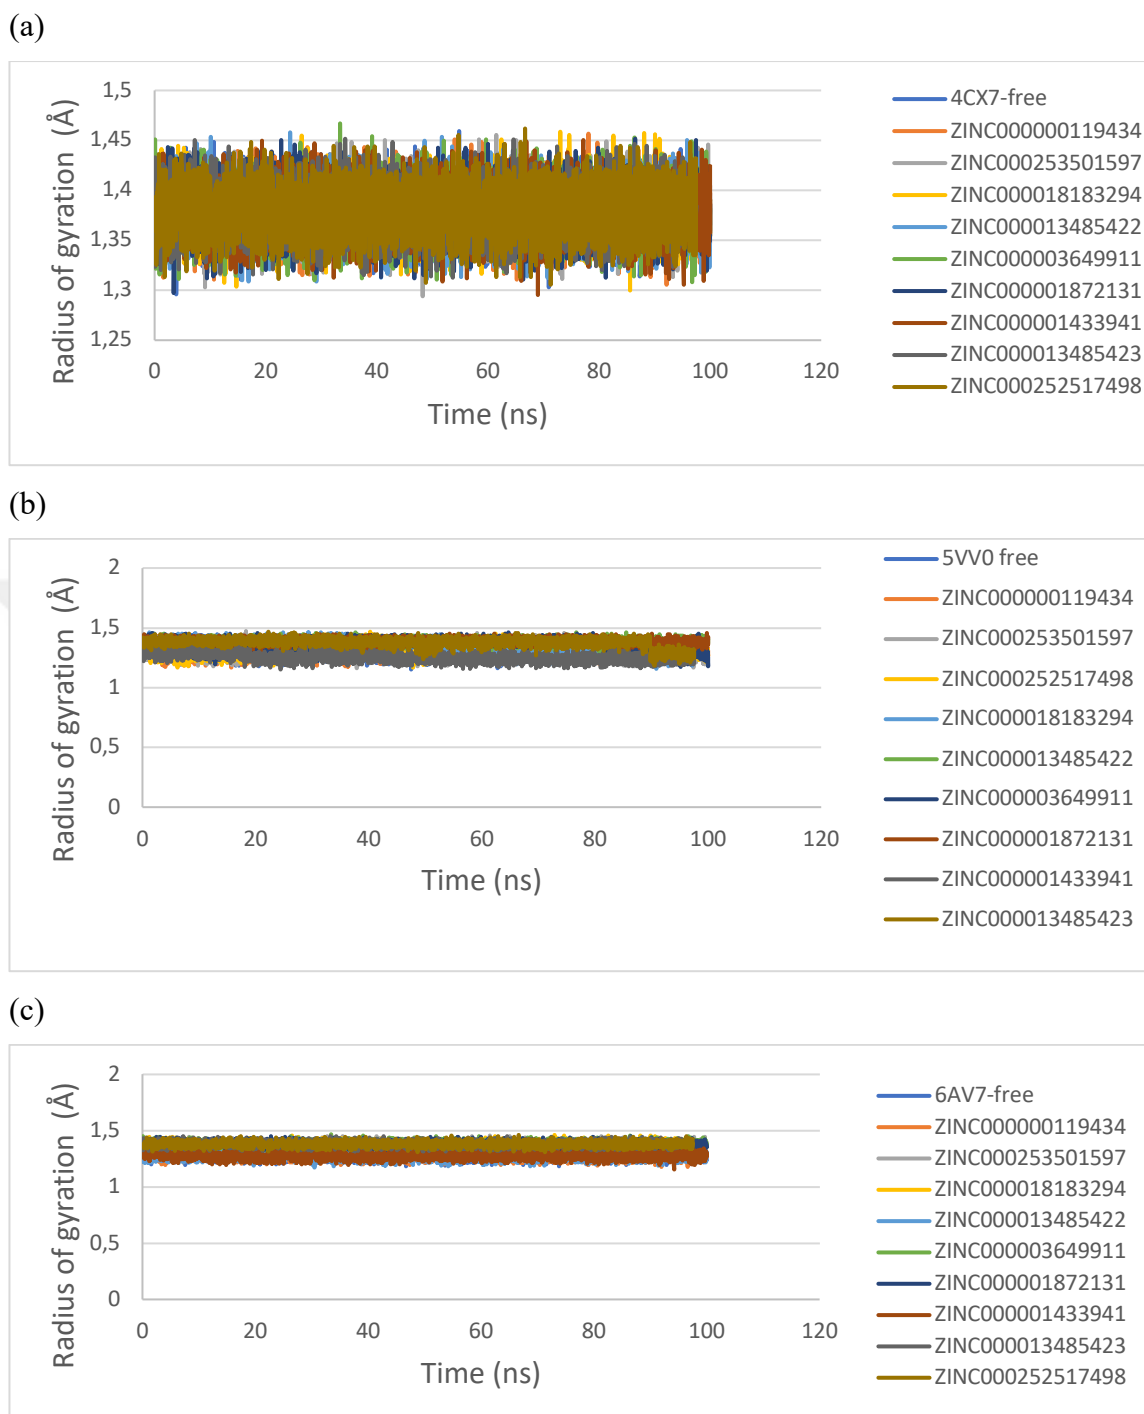 (a)
Radius of gyration (Å)
1,5
1,45
1,4
1,35
1,3
1,25
0 20 40 60 80 100 120
Time (ns)
4CX7-free
ZINC000000119434
ZINC000253501597
ZINC000018183294
ZINC000013485422
ZINC000003649911
ZINC000001872131
ZINC000001433941
ZINC000013485423
ZINC000252517498
(b)
Radius of gyration (Å)
2
1,5
1
0,5
0
0 20 40 60 80 100 120
Time (ns)
5VV0 free
ZINC000000119434
ZINC000253501597
ZINC000252517498
ZINC000018183294
ZINC000013485422
ZINC000003649911
ZINC000001872131
ZINC000001433941
ZINC000013485423
(c)
Radius of gyration (Å)
2
1,5
1
0,5
0
0 20 40 60 80 100 120
Time (ns)
6AV7-free
ZINC000000119434
ZINC000253501597
ZINC000018183294
ZINC000013485422
ZINC000003649911
ZINC000001872131
ZINC000001433941
ZINC000013485423
ZINC000252517498